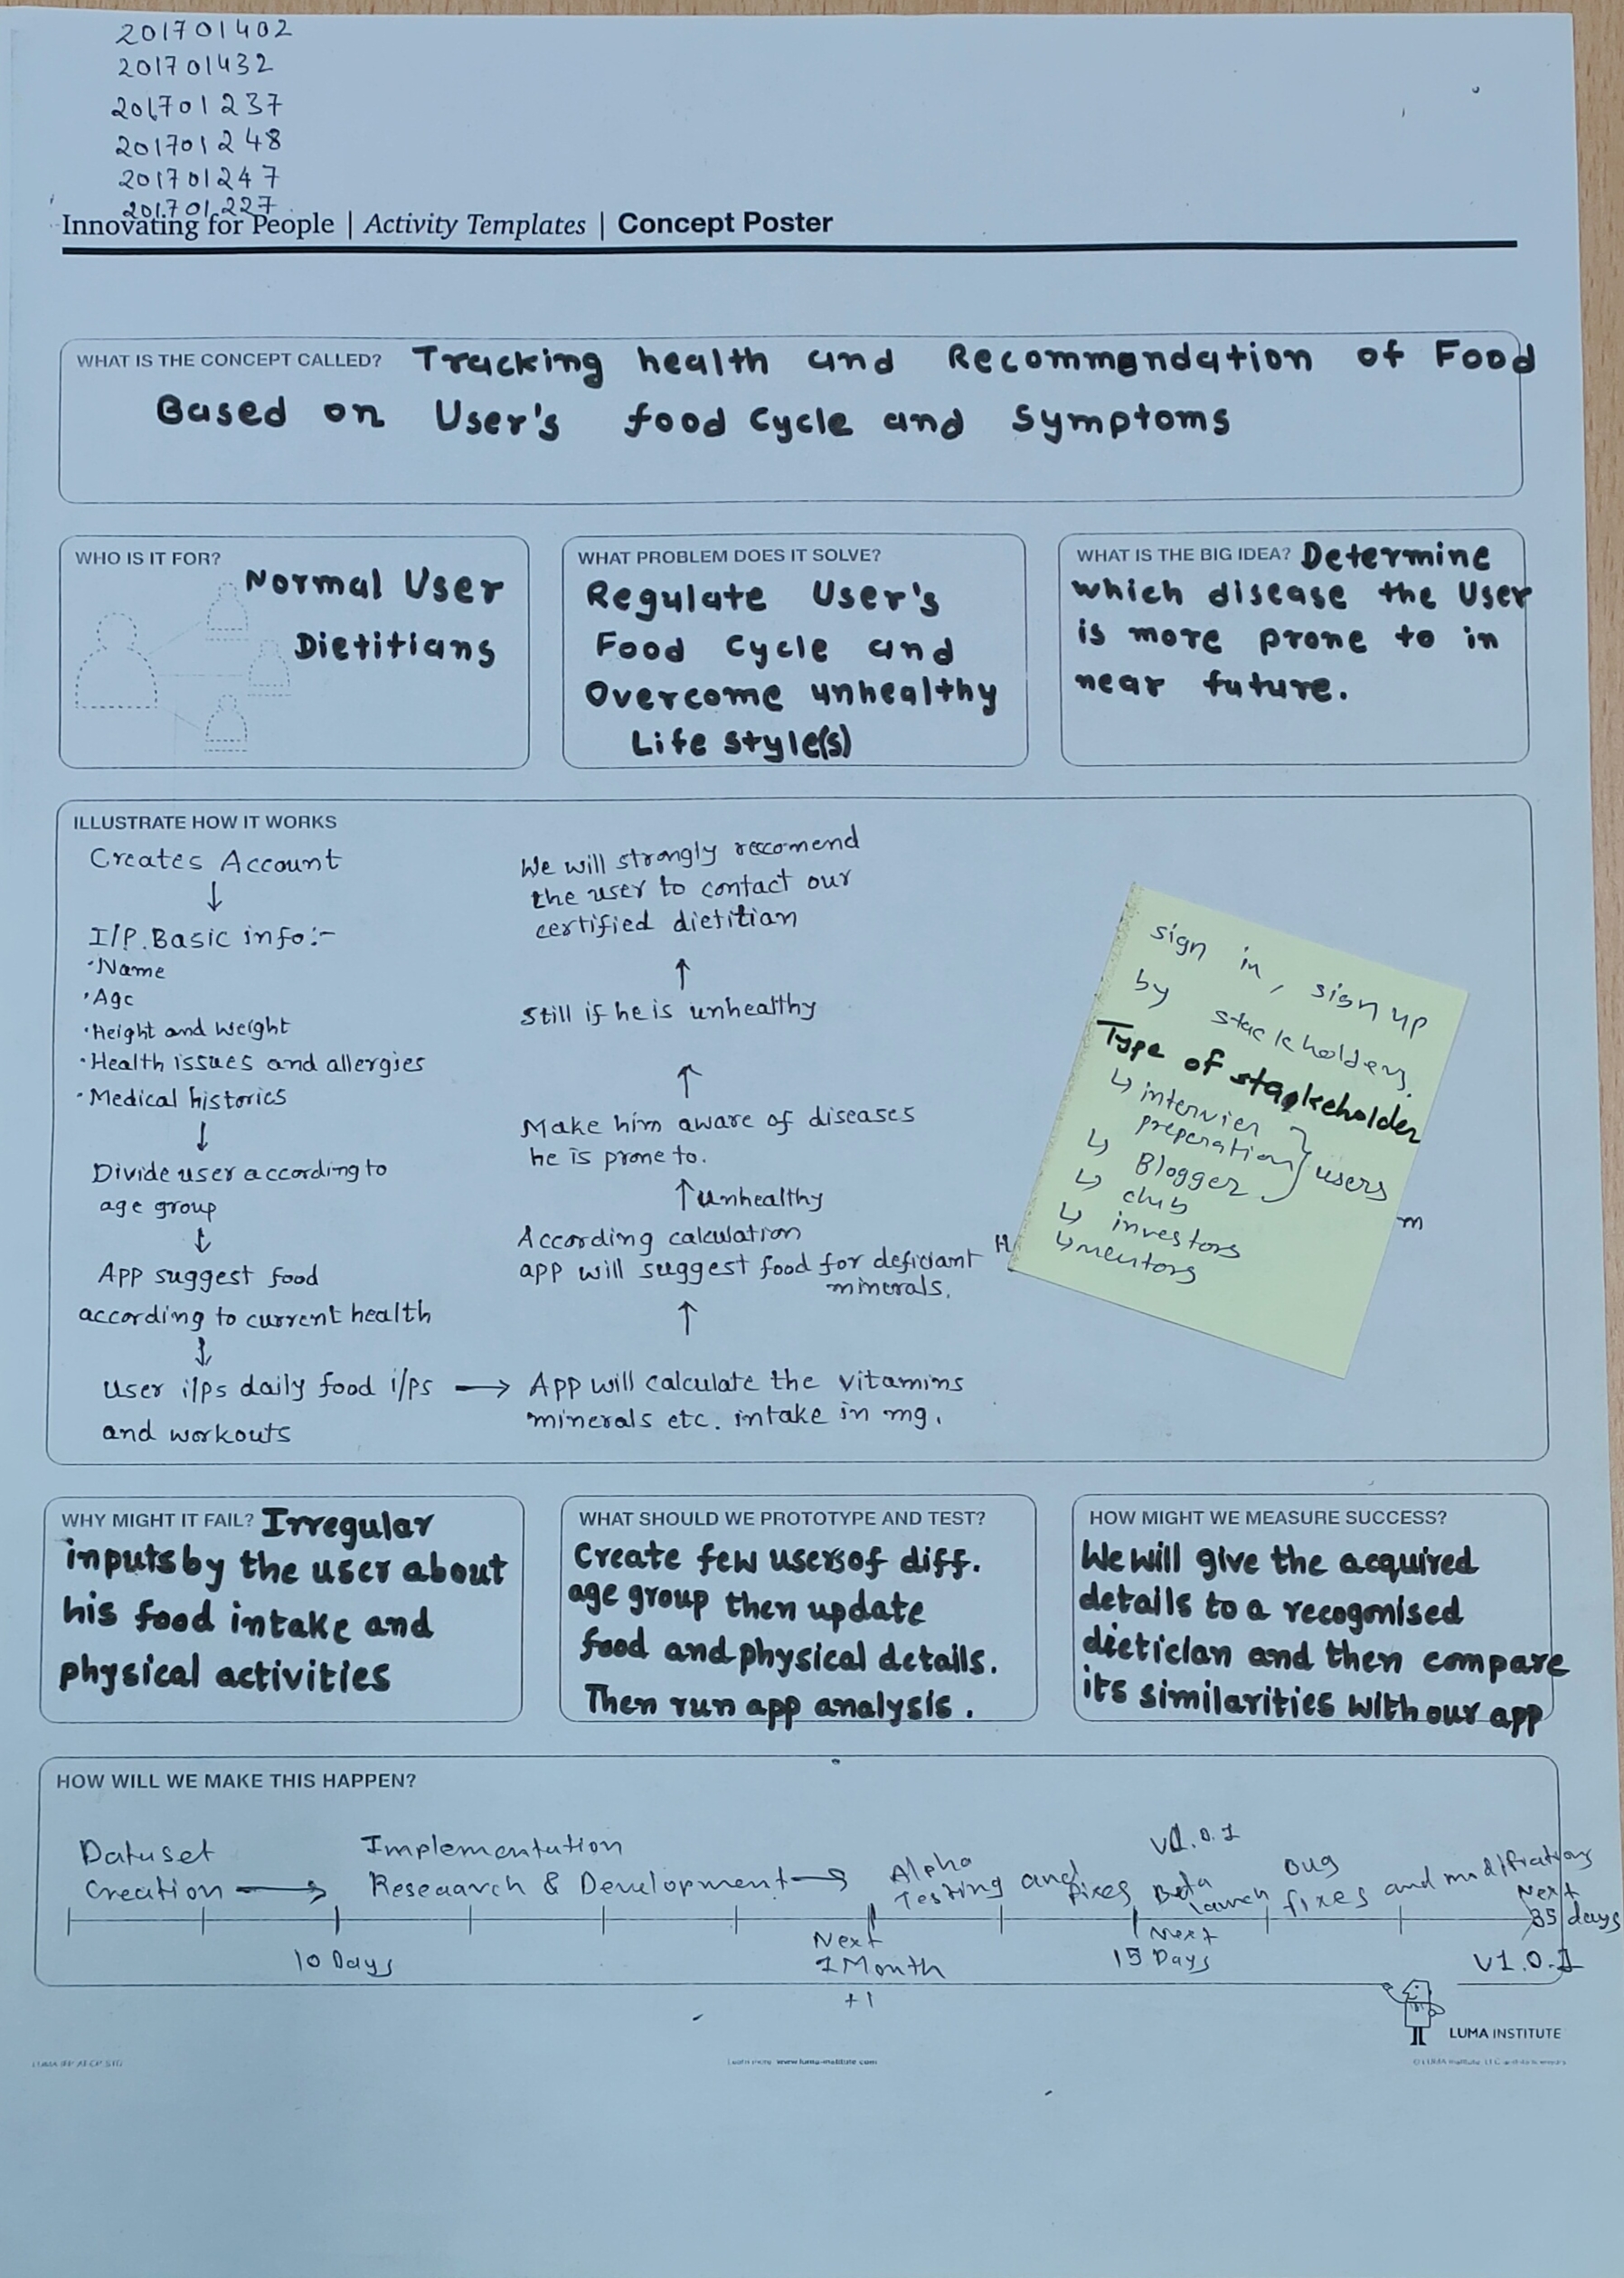 201701402
201701432
201701237
201701248
201701247
201701227
Innovating for People | Activity Templates | Concept Poster
WHAT IS THE CONCEPT CALLED? Tracking health and Recommendation of Food
Based on User's food Cycle and Symptoms
WHO IS IT FOR?
Normal User
Dietitians
WHAT PROBLEM DOES IT SOLVE?
Regulate User's
Food Cycle and
Overcome unhealthy
Life style(s)
WHAT IS THE BIG IDEA? Determine
which disease the User
is more prone to in
near future.
ILLUSTRATE HOW IT WORKS
Creates Account
↓
I/P. Basic info:-
·Name
·Age
·Height and Weight
·Health issues and allergies
·Medical histories
↓
Divide user according to
age group
↓
App suggest food
according to current health
↓
User i/ps daily food i/ps →
and workouts
App will calculate the vitamins
minerals etc. intake in mg.
↑
According calculation
app will suggest food for deficiant
minerals.
↑ unhealthy
Make him aware of diseases
he is prone to.
↑
Still if he is unhealthy
↑
We will strongly reccomend
the user to contact our
certified dietitian
sign in, sign up
by stackholders.
Type of stackeholder
↳ intervier
preperation
↳ Blogger } users
↳ club
↳ investors
↳ mentors
H
m
WHY MIGHT IT FAIL? Irregular
inputs by the user about
his food intake and
physical activities
WHAT SHOULD WE PROTOTYPE AND TEST?
Create few users of diff.
age group then update
food and physical details.
Then run app analysis.
HOW MIGHT WE MEASURE SUCCESS?
We will give the acquired
details to a recogonised
dietician and then compare
its similarities with our app
HOW WILL WE MAKE THIS HAPPEN?
Dataset
Creation →
10 Days
Implementation
Reseaarch & Development →
Next
1 Month
+1
Alpha
Testing and Fixes
v0.0.1
Beta
launch
Next
15 Days
Bug
fixes and modifications
Next
35 days
v1.0.1
LUMA INSTITUTE
Learn more www.luma-institute.com